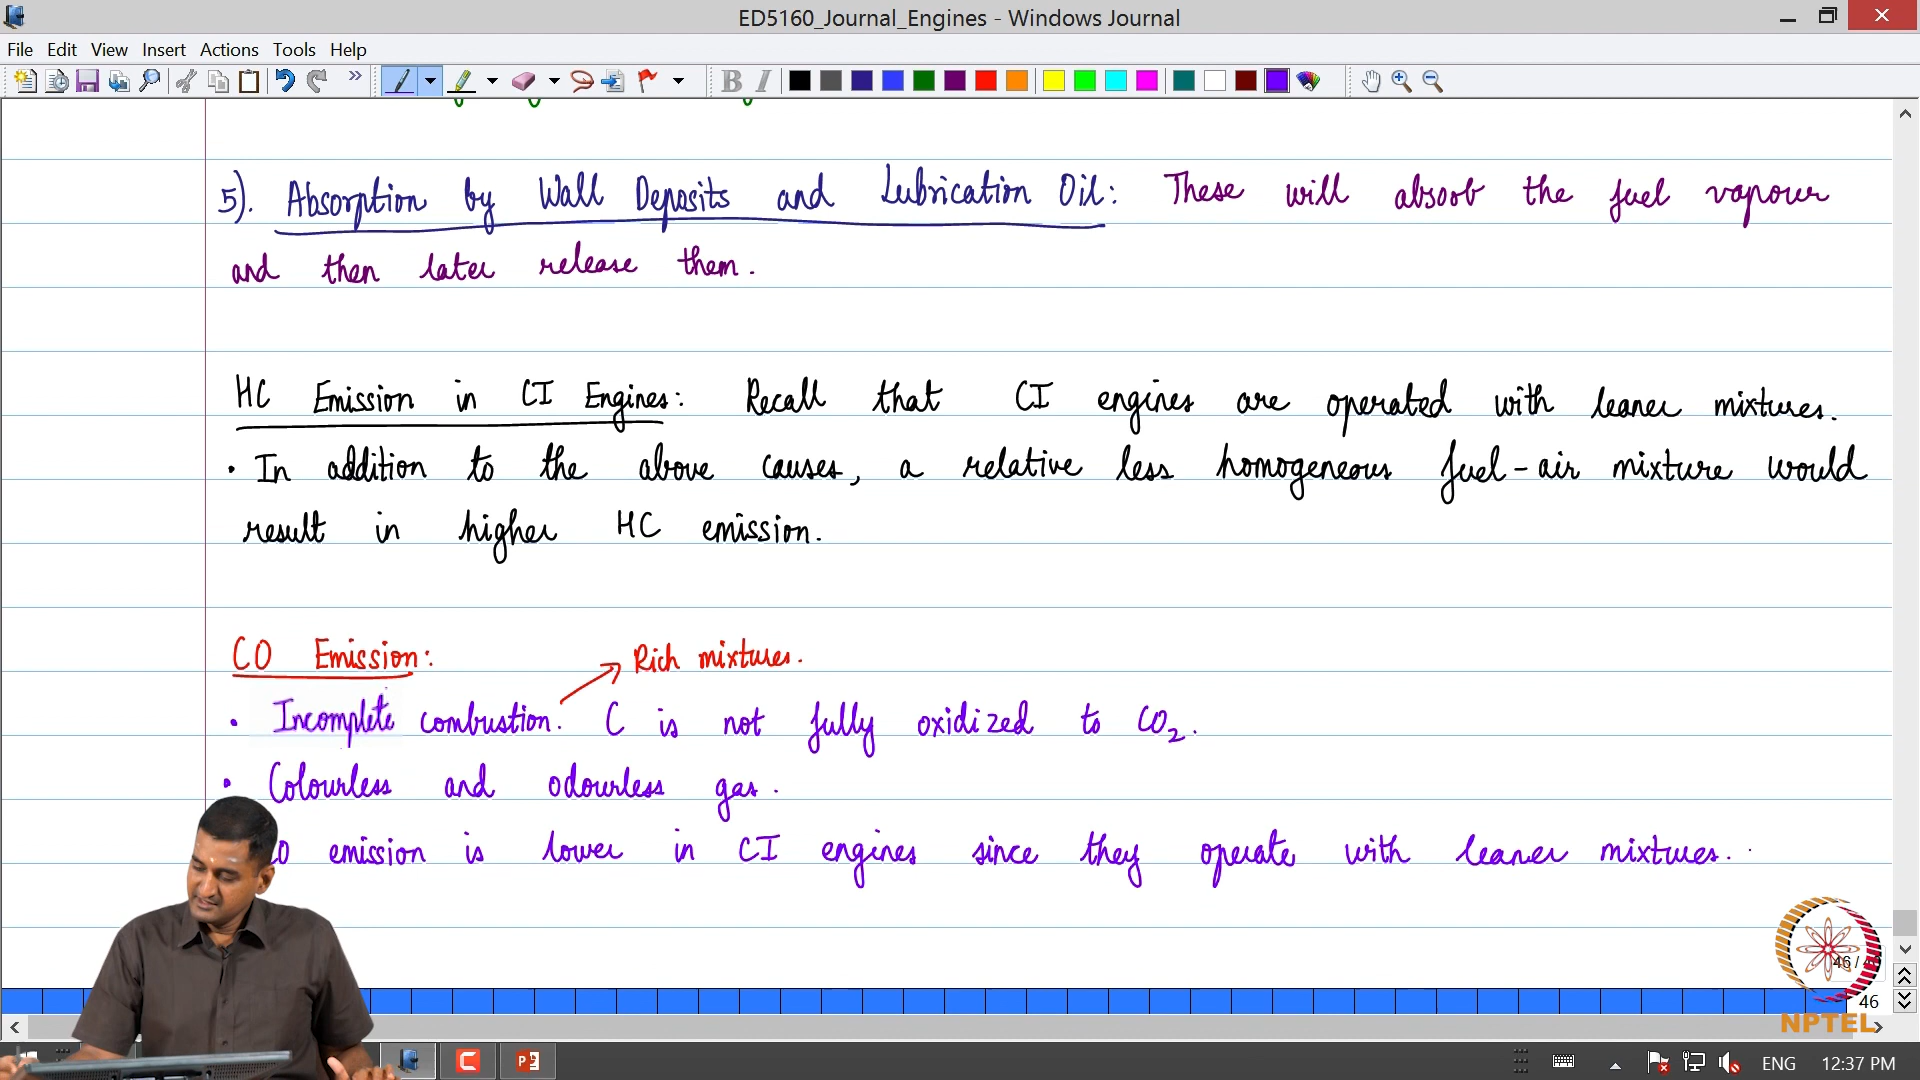 ED5160_Journal_Engines - Windows Journal
File Edit View Insert Actions Tools Help
B I
5). Absorption by Wall Deposits and Lubrication Oil: These will absorb the fuel vapour
and then later release them.
HC Emission in CI Engines: Recall that CI engines are operated with leaner mixtures.
• In addition to the above causes, a relative less homogeneous fuel-air mixture would
result in higher HC emission.
CO Emission:
Rich mixtures.
• Incomplete combustion. C is not fully oxidized to CO2.
• Colourless and odourless gas.
CO emission is lower in CI engines since they operate with leaner mixtures.
46
NPTEL
ENG 12:37 PM